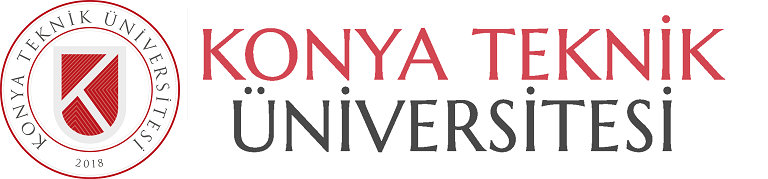 KONYA TEKNİK ÜNİVERSİTESİ
2018
K
KONYA TEKNİK
ÜNİVERSİTESİ